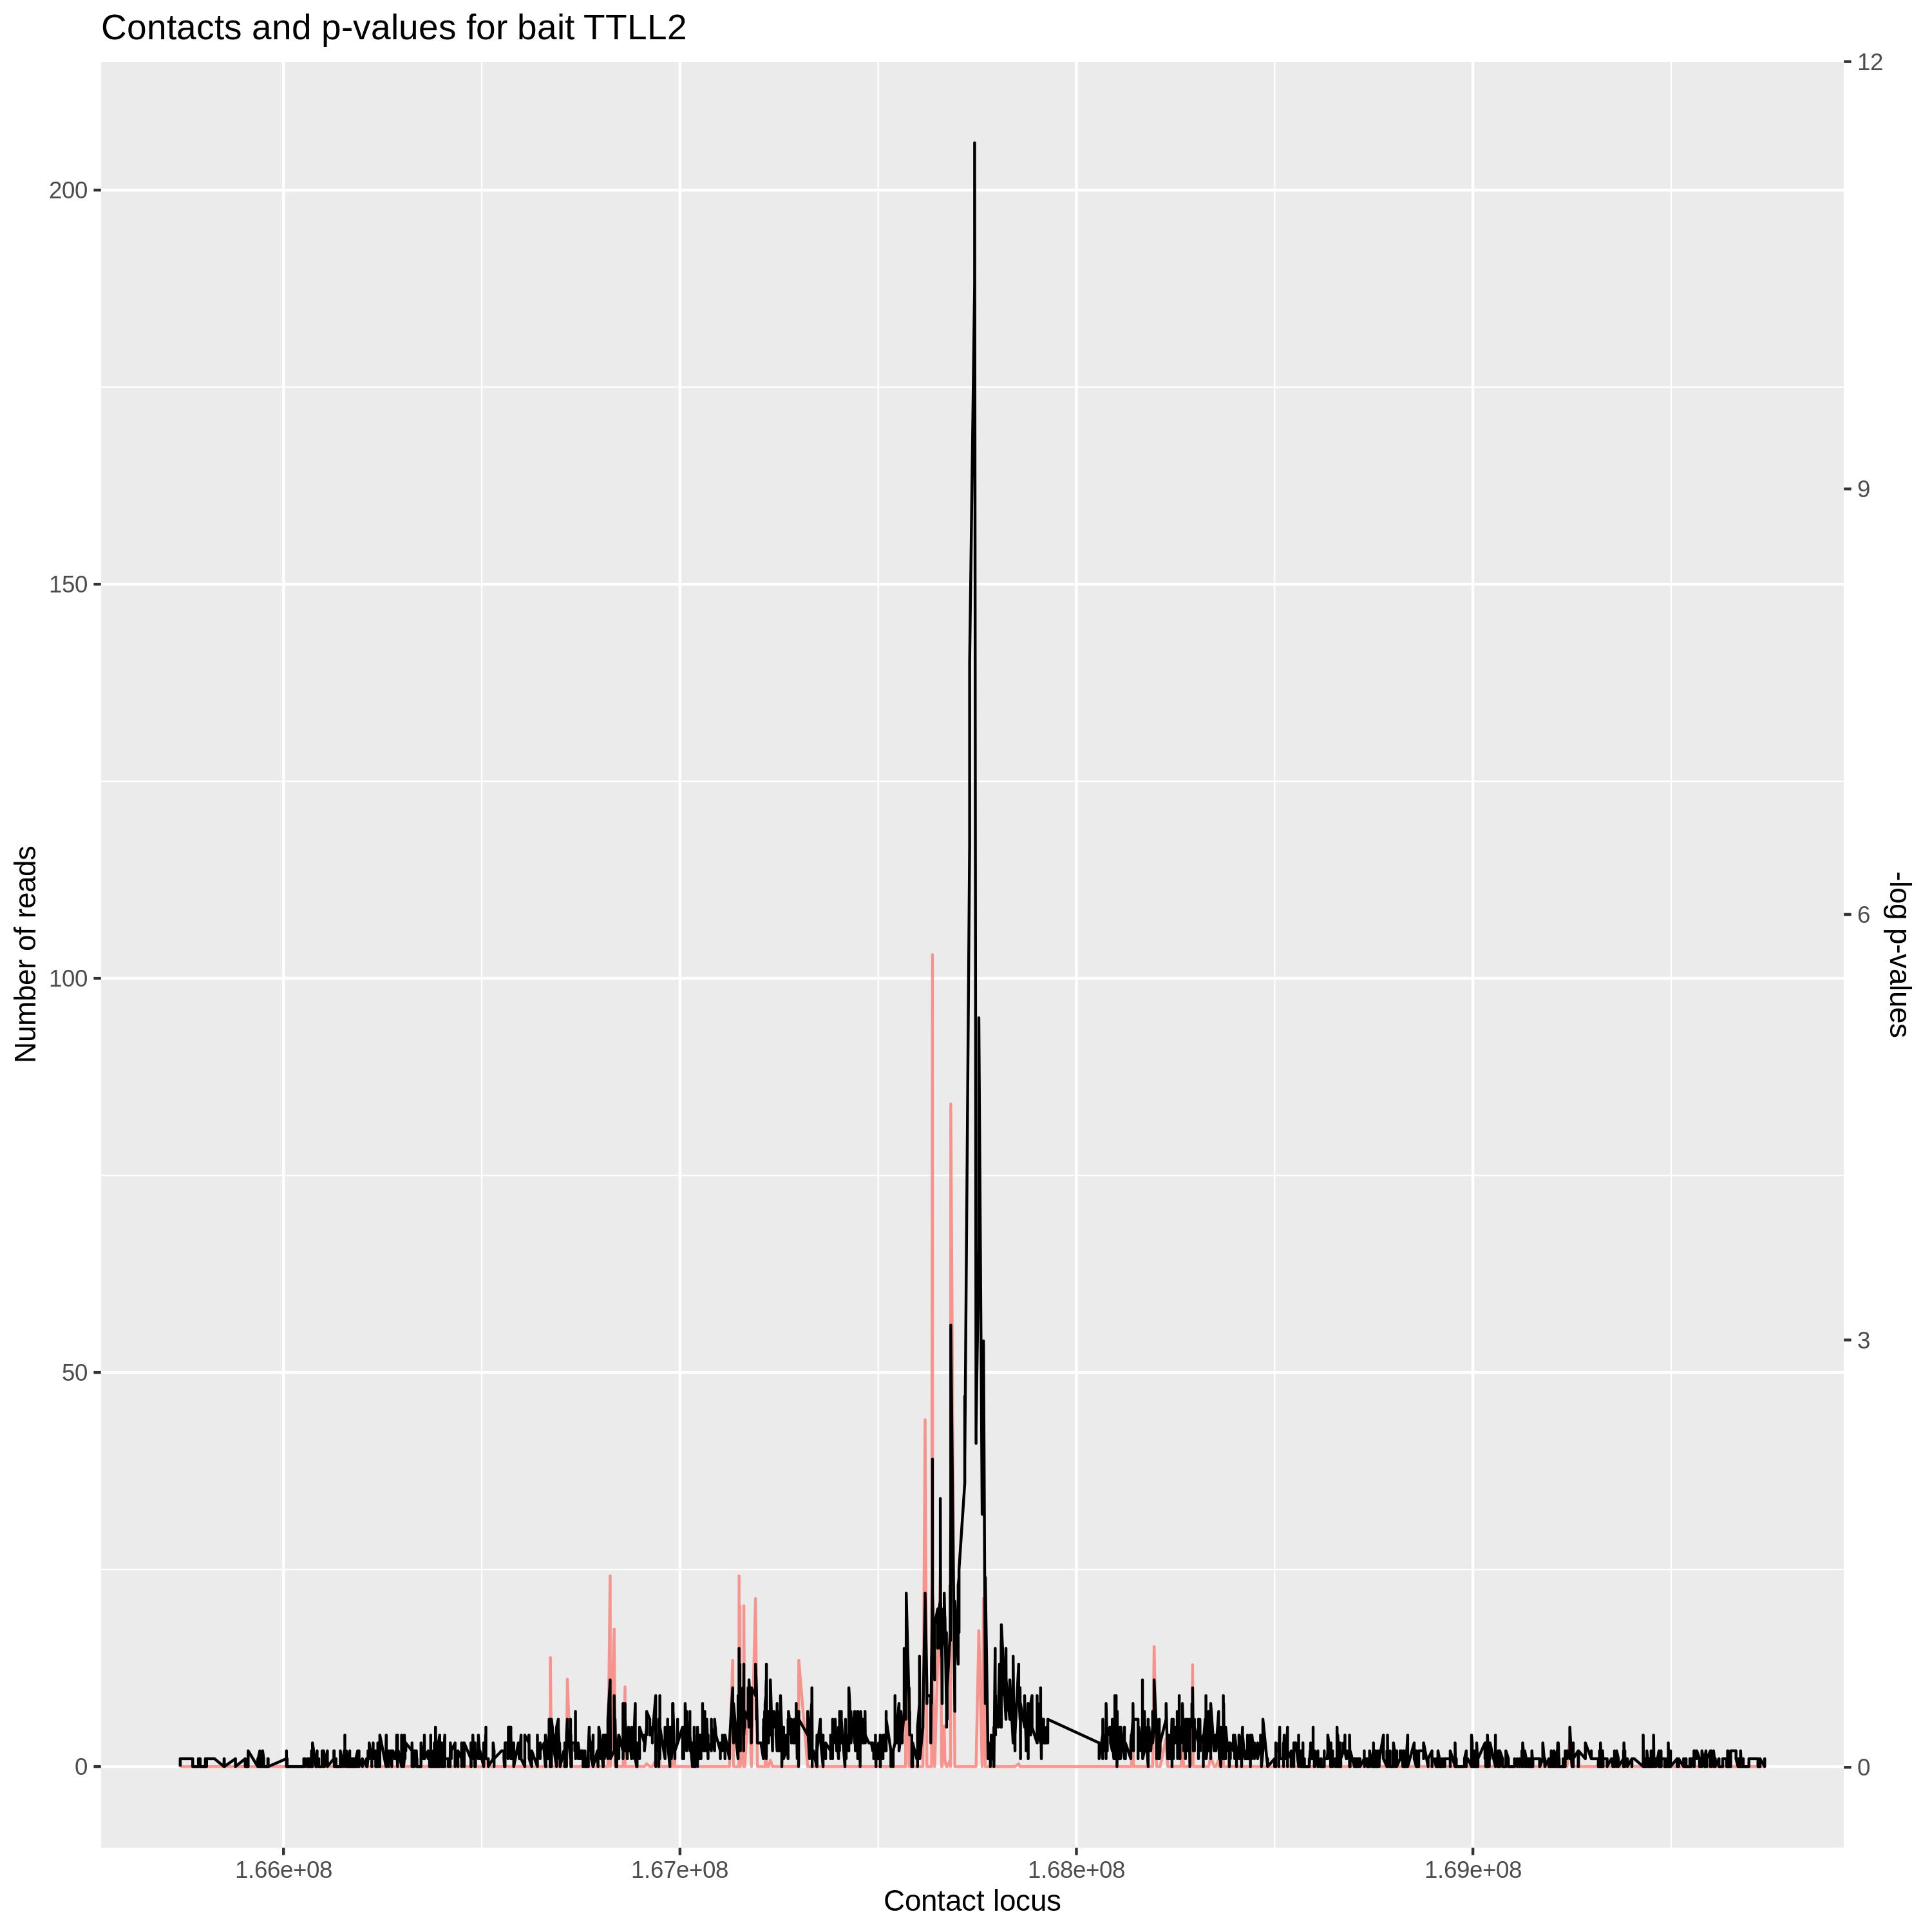 Contacts and p-values for bait TTLL2
200
150
100
50
0
Number of reads
12
9
6
3
0
-log p-values
1.66e+08
1.67e+08
1.68e+08
1.69e+08
Contact locus